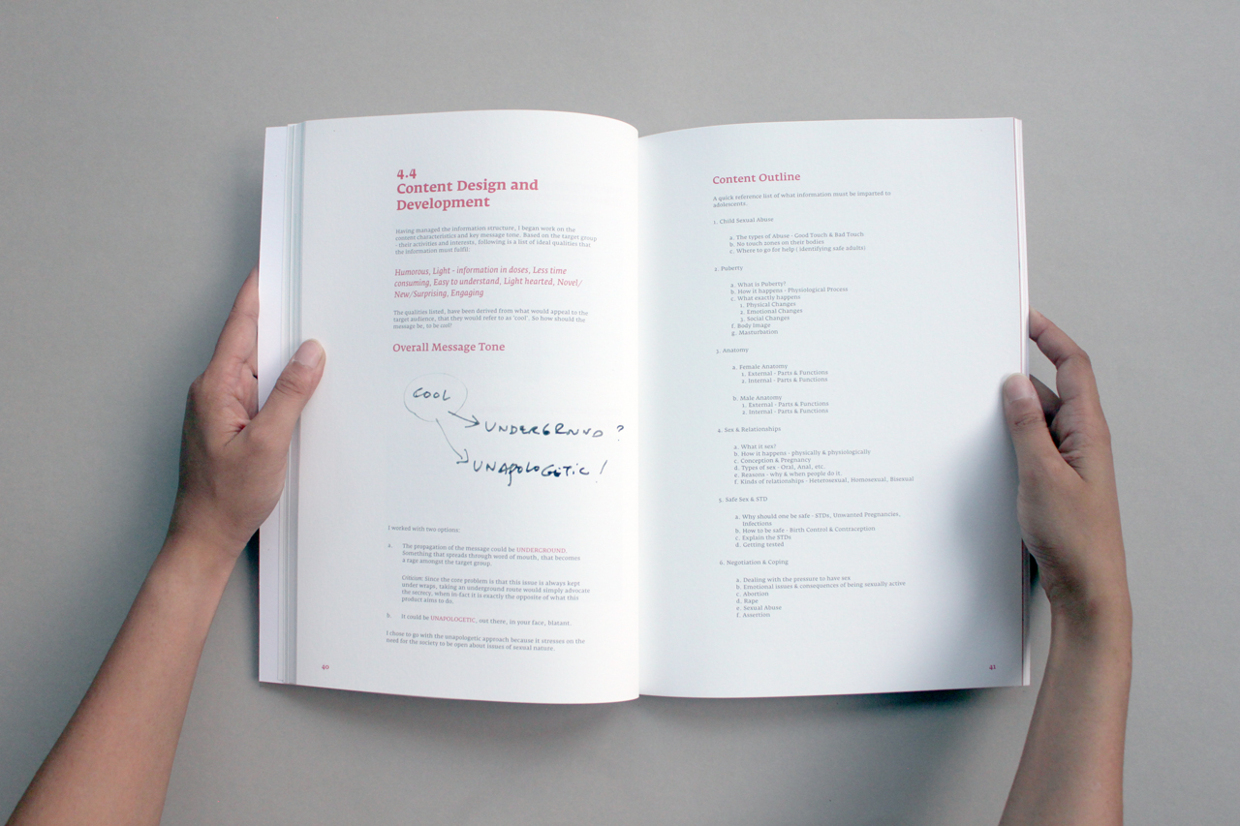 4.4
Content Design and
Development
Having managed the information structure, I began work on the
content characteristics and key message tone. Based on the target group
- their activities and interests, following is a list of ideal qualities that
the information must fulfil:
Humorous, Light - information in doses, Less time
consuming, Easy to understand, Light hearted, Novel/
New/Surprising, Engaging
The qualities listed, have been derived from what would appeal to the
target audience, that they would refer to as 'cool'. So how should the
message be, to be cool?
Overall Message Tone
COOL
UNDERGRNND ?
UNAPOLOGETIC !
I worked with two options:
a. The propagation of the message could be UNDERGROUND.
Something that spreads through word of mouth, that becomes
a rage amongst the target group.
Criticism: Since the core problem is that this issue is always kept
under wraps, taking an underground route would simply advocate
the secrecy, when in fact it is exactly the opposite of what this
product aims to do.
b. It could be UNAPOLOGETIC, out there, in your face, blatant.
I chose to go with the unapologetic approach because it stresses on the
need for the society to be open about issues of sexual nature.
40
Content Outline
A quick reference list of what information must be imparted to
adolescents.
1. Child Sexual Abuse
a. The types of Abuse - Good Touch & Bad Touch
b. No touch zones on their bodies
c. Where to go for help ( identifying safe adults)
2. Puberty
a. What is Puberty?
b. How it happens - Physiological Process
c. What exactly happens
1. Physical Changes
2. Emotional Changes
3. Social Changes
f. Body Image
g. Masturbation
3. Anatomy
a. Female Anatomy
1. External - Parts & Functions
2. Internal - Parts & Functions
b. Male Anatomy
1. External - Parts & Functions
2. Internal - Parts & Functions
4. Sex & Relationships
a. What it sex?
b. How it happens - physically & physiologically
c. Conception & Pregnancy
d. Types of sex - Oral, Anal, etc.
e. Reasons - why & when people do it.
f. Kinds of relationships - Heterosexual, Homosexual, Bisexual
5. Safe Sex & STD
a. Why should one be safe - STDs, Unwanted Pregnancies,
Infections
b. How to be safe - Birth Control & Contraception
c. Explain the STDs
d. Getting tested
6. Negotiation & Coping
a. Dealing with the pressure to have sex
b. Emotional issues & consequences of being sexually active
c. Abortion
d. Rape
e. Sexual Abuse
f. Assertion
41